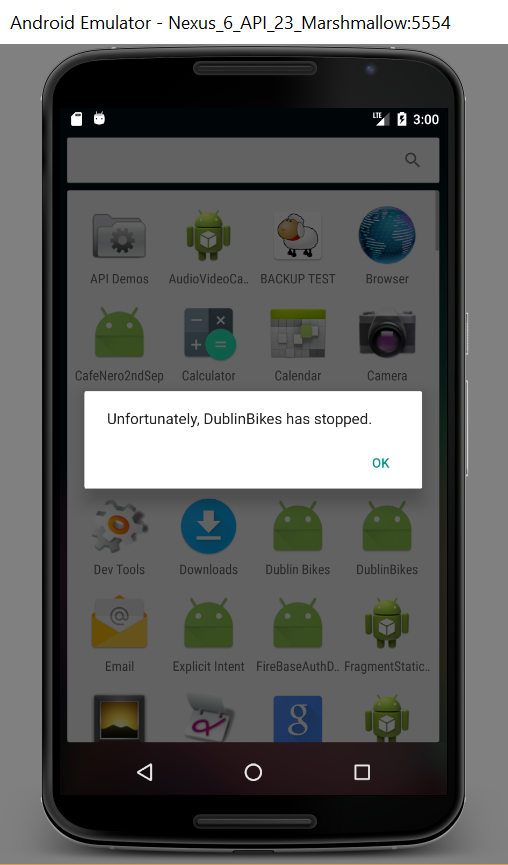 Android Emulator - Nexus_6_API_23_Marshmallow:5554
LTE 3:00
API Demos AudioVideoCa.. BACKUP TEST Browser
CafeNero2ndSep Calculator Calendar Camera
Unfortunately, DublinBikes has stopped.
OK
Dev Tools Downloads Dublin Bikes DublinBikes
@
Email Explicit Intent FireBaseAuthD.. FragmentStatic..
g